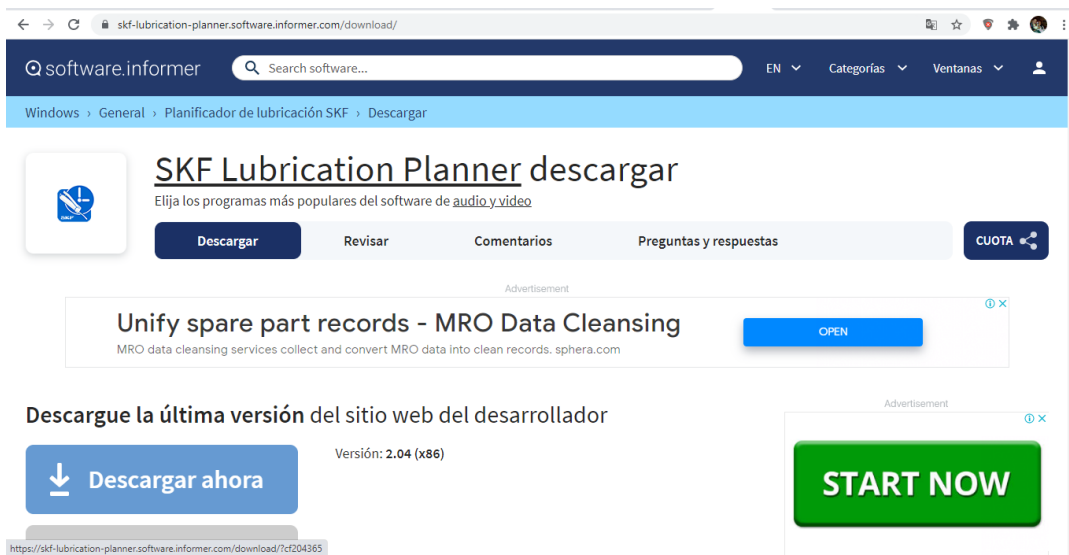 skf-lubrication-planner.software.informer.com/download/
software.informer
Search software...
EN
Categorías
Ventanas
Windows › General › Planificador de lubricación SKF › Descargar
SKF
SKF Lubrication Planner descargar
Elija los programas más populares del software de audio y video
Descargar
Revisar
Comentarios
Preguntas y respuestas
CUOTA
Advertisement
Unify spare part records - MRO Data Cleansing
MRO data cleansing services collect and convert MRO data into clean records. sphera.com
OPEN
Descargue la última versión del sitio web del desarrollador
Advertisement
Descargar ahora
Versión: 2.04 (x86)
START NOW
https://skf-lubrication-planner.software.informer.com/download/?cf204365